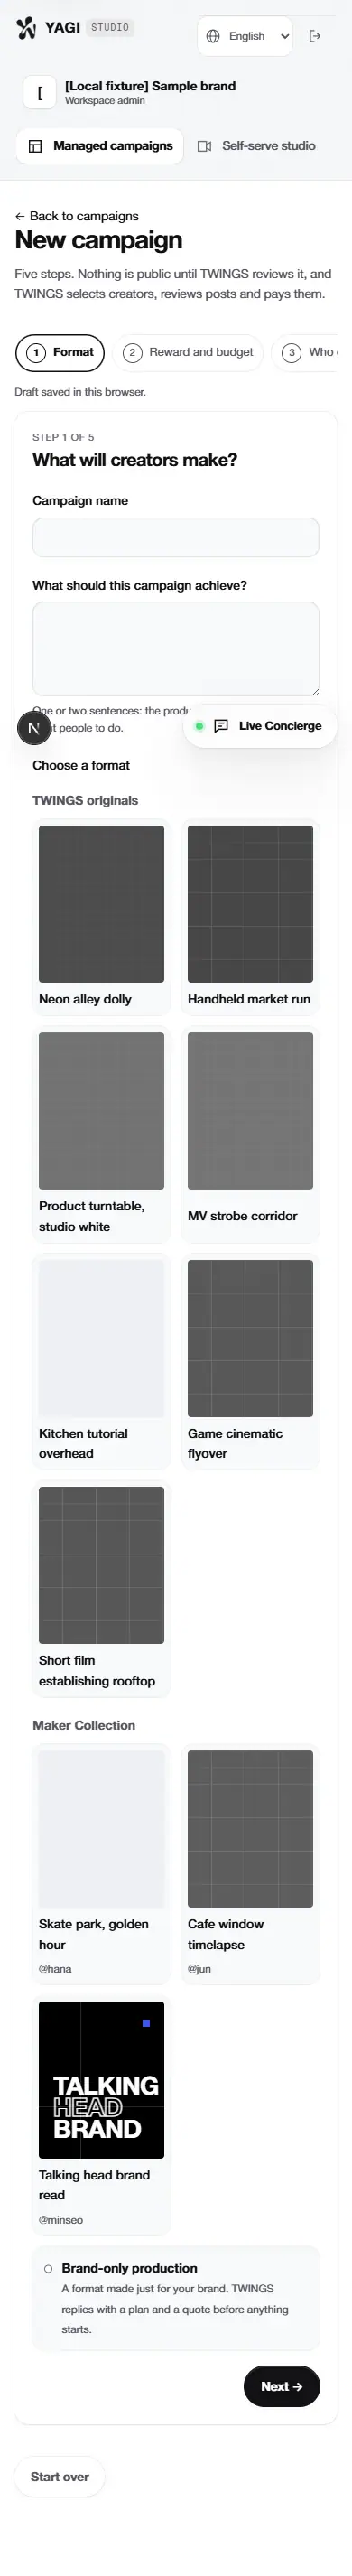 YAGI STUDIO
English
[
[Local fixture] Sample brand
Workspace admin
Managed campaigns
Self-serve studio
← Back to campaigns
New campaign
Five steps. Nothing is public until TWINGS reviews it, and
TWINGS selects creators, reviews posts and pays them.
1 Format
2 Reward and budget
3 Who
Draft saved in this browser.
STEP 1 OF 5
What will creators make?
Campaign name
What should this campaign achieve?
One or two sentences: the
people to do.
N
Live Concierge
Choose a format
TWINGS originals
Neon alley dolly
Handheld market run
Product turntable,
studio white
MV strobe corridor
Kitchen tutorial
overhead
Game cinematic
flyover
Short film
establishing rooftop
Maker Collection
Skate park, golden
hour
@hana
Cafe window
timelapse
@jun
TALKING
HEAD
BRAND
Talking head brand
read
@minseo
Brand-only production
A format made just for your brand. TWINGS
replies with a plan and a quote before anything
starts.
Next →
Start over